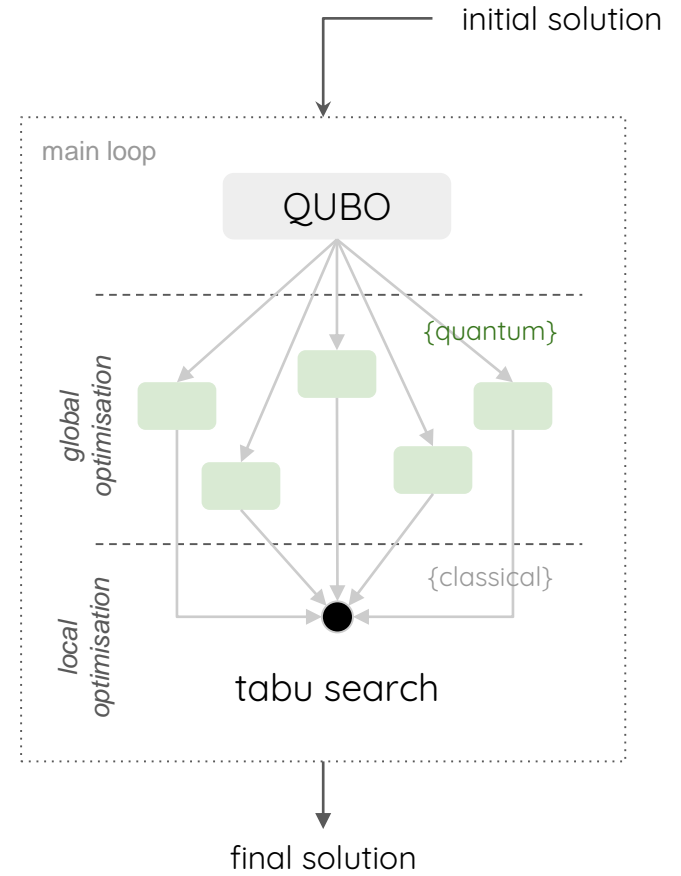 initial solution
main loop
QUBO
{quantum}
global
optimisation
{classical}
local
optimisation
tabu search
final solution